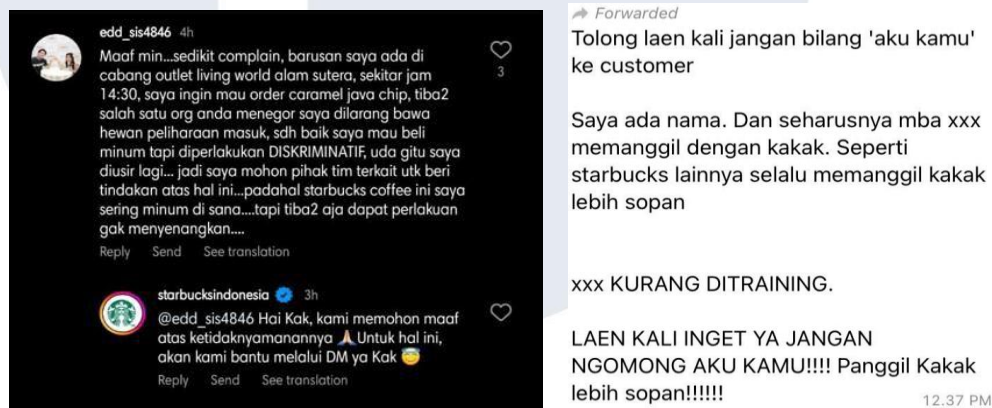 edd_sis4846 4h
Maaf min...sedikit complain, barusan saya ada di
cabang outlet living world alam sutera, sekitar jam
14:30, saya ingin mau order caramel java chip, tiba2
salah satu org anda menegor saya dilarang bawa
hewan peliharaan masuk, sdh baik saya mau beli
minum tapi diperlakukan DISKRIMINATIF, uda gitu saya
diusir lagi... jadi saya mohon pihak tim terkait utk beri
tindakan atas hal ini...padahal starbucks coffee ini saya
sering minum di sana....tapi tiba2 aja dapat perlakuan
gak menyenangkan....
3
Reply Send See translation
starbucksindonesia 3h
@edd_sis4846 Hai Kak, kami memohon maaf
atas ketidaknyamanannya 🙏Untuk hal ini,
akan kami bantu melalui DM ya Kak 😇
Reply Send See translation
Forwarded
Tolong laen kali jangan bilang 'aku kamu'
ke customer
Saya ada nama. Dan seharusnya mba xxx
memanggil dengan kakak. Seperti
starbucks lainnya selalu memanggil kakak
lebih sopan
xxx KURANG DITRAINING.
LAEN KALI INGET YA JANGAN
NGOMONG AKU KAMU!!!! Panggil Kakak
lebih sopan!!!!!!
12.37 PM